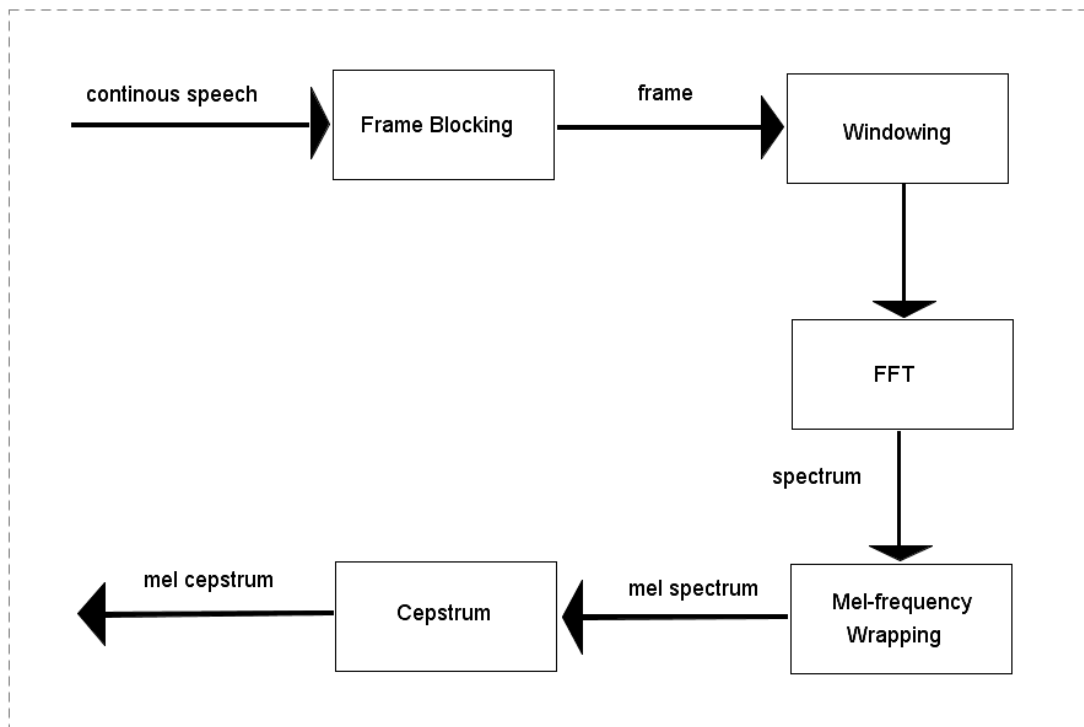 continous speech
Frame Blocking
frame
Windowing
FFT
spectrum
Mel-frequency
Wrapping
mel spectrum
Cepstrum
mel cepstrum